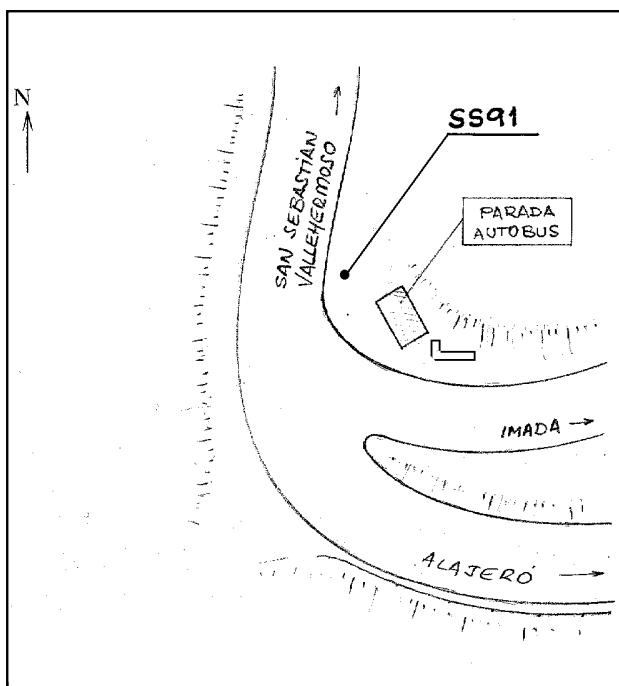 N
SS91
PARADA
AUTOBUS
SAN SEBASTIAN
VALLEHERMOSO
IMADA
ALAJERÓ